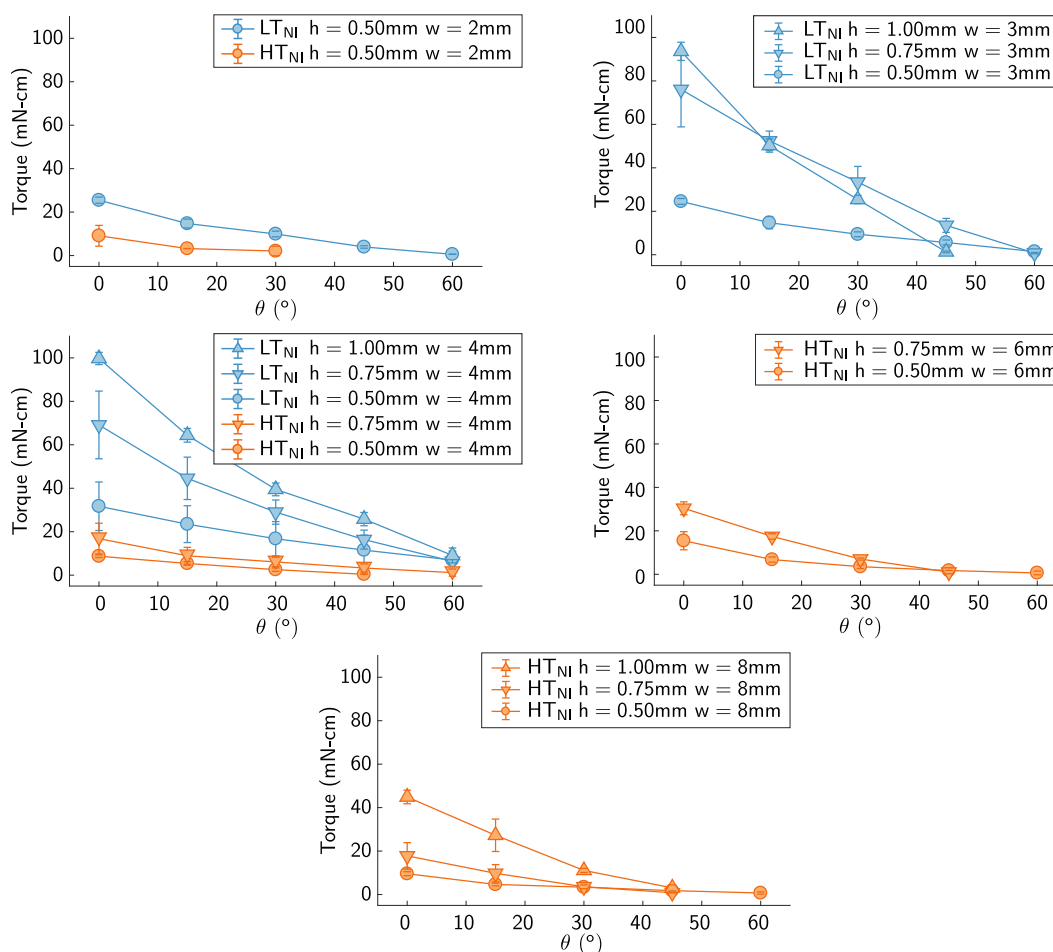 LT_NI h = 0.50mm w = 2mm
HT_NI h = 0.50mm w = 2mm
Torque (mN-cm)
100
80
60
40
20
0
0 10 20 30 40 50 60
θ (°)
LT_NI h = 1.00mm w = 3mm
LT_NI h = 0.75mm w = 3mm
LT_NI h = 0.50mm w = 3mm
Torque (mN-cm)
100
80
60
40
20
0
0 10 20 30 40 50 60
θ (°)
LT_NI h = 1.00mm w = 4mm
LT_NI h = 0.75mm w = 4mm
LT_NI h = 0.50mm w = 4mm
HT_NI h = 0.75mm w = 4mm
HT_NI h = 0.50mm w = 4mm
Torque (mN-cm)
100
80
60
40
20
0
0 10 20 30 40 50 60
θ (°)
HT_NI h = 0.75mm w = 6mm
HT_NI h = 0.50mm w = 6mm
Torque (mN-cm)
100
80
60
40
20
0
0 10 20 30 40 50 60
θ (°)
HT_NI h = 1.00mm w = 8mm
HT_NI h = 0.75mm w = 8mm
HT_NI h = 0.50mm w = 8mm
Torque (mN-cm)
100
80
60
40
20
0
0 10 20 30 40 50 60
θ (°)